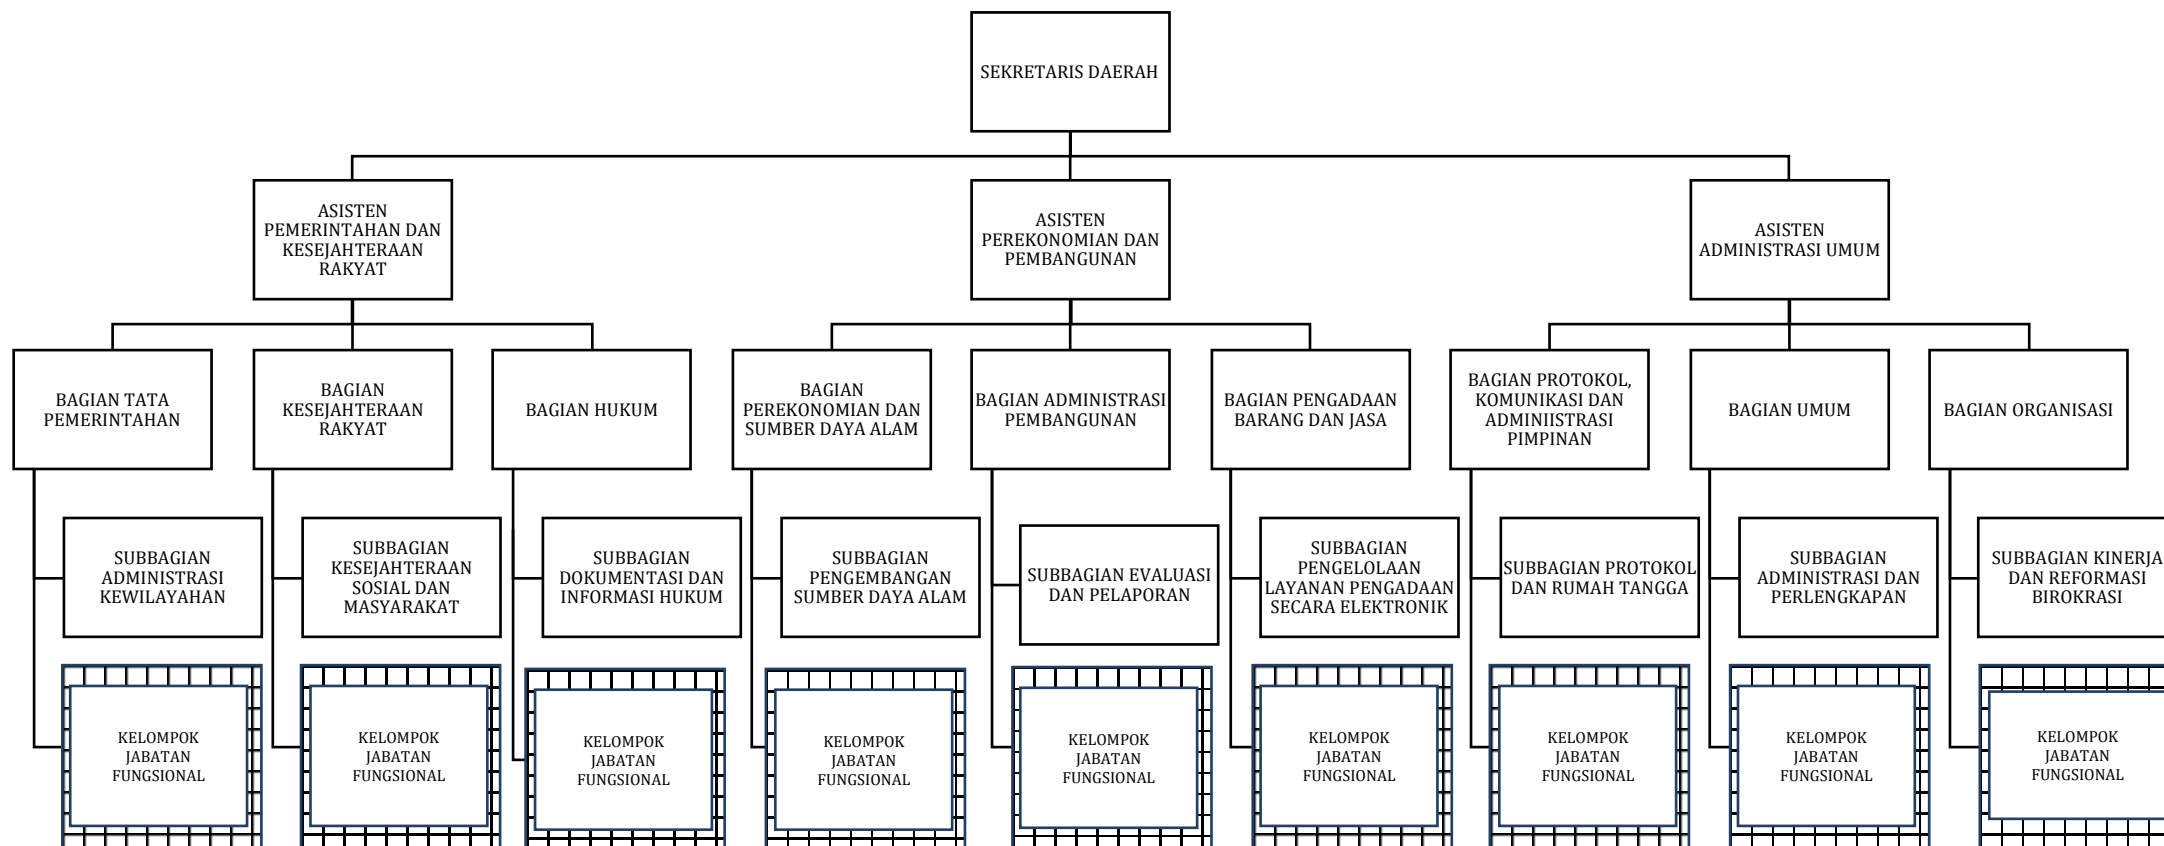 SEKRETARIS DAERAH
ASISTEN
PEMERINTAHAN DAN
KESEJAHTERAAN
RAKYAT
ASISTEN
PEREKONOMIAN DAN
PEMBANGUNAN
ASISTEN
ADMINISTRASI UMUM
BAGIAN TATA
PEMERINTAHAN
BAGIAN
KESEJAHTERAAN
RAKYAT
BAGIAN HUKUM
BAGIAN
PEREKONOMIAN DAN
SUMBER DAYA ALAM
BAGIAN ADMINISTRASI
PEMBANGUNAN
BAGIAN PENGADAAN
BARANG DAN JASA
BAGIAN PROTOKOL,
KOMUNIKASI DAN
ADMINIISTRASI
PIMPINAN
BAGIAN UMUM
BAGIAN ORGANISASI
SUBBAGIAN
ADMINISTRASI
KEWILAYAHAN
SUBBAGIAN
KESEJAHTERAAN
SOSIAL DAN
MASYARAKAT
SUBBAGIAN
DOKUMENTASI DAN
INFORMASI HUKUM
SUBBAGIAN
PENGEMBANGAN
SUMBER DAYA ALAM
SUBBAGIAN EVALUASI
DAN PELAPORAN
SUBBAGIAN
PENGELOLAAN
LAYANAN PENGADAAN
SECARA ELEKTRONIK
SUBBAGIAN PROTOKOL
DAN RUMAH TANGGA
SUBBAGIAN
ADMINISTRASI DAN
PERLENGKAPAN
SUBBAGIAN KINERJA
DAN REFORMASI
BIROKRASI
KELOMPOK
JABATAN
FUNGSIONAL
KELOMPOK
JABATAN
FUNGSIONAL
KELOMPOK
JABATAN
FUNGSIONAL
KELOMPOK
JABATAN
FUNGSIONAL
KELOMPOK
JABATAN
FUNGSIONAL
KELOMPOK
JABATAN
FUNGSIONAL
KELOMPOK
JABATAN
FUNGSIONAL
KELOMPOK
JABATAN
FUNGSIONAL
KELOMPOK
JABATAN
FUNGSIONAL